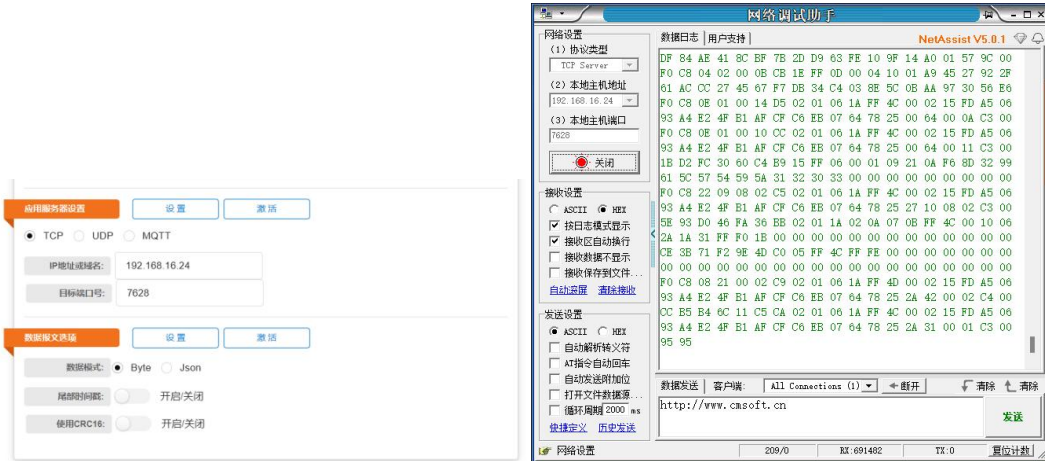 应用服务器设置 设 置 激 活
TCP UDP MQTT
IP地址或域名: 192.168.16.24
目标端口号: 7628
数据报文选项 设 置 激 活
数据模式: Byte Json
尾部时间戳: 开启/关闭
使用CRC16: 开启/关闭
网络调试助手
网络设置
(1) 协议类型
TCP Server
(2) 本地主机地址
192.168.16.24
(3) 本地主机端口
7628
关闭
接收设置
ASCII HEX
按日志模式显示
接收区自动换行
接收数据不显示
接收保存到文件...
自动滚屏 清除接收
发送设置
ASCII HEX
自动解析转义符
AT指令自动回车
自动发送附加位
打开文件数据源...
循环周期 2000 ms
快捷定义 历史发送
数据日志 用户支持 NetAssist V5.0.1
DF 84 AE 41 8C BF 7B 2D D9 63 FE 10 9F 14 A0 01 57 9C 00
F0 C8 04 02 00 0B CB 1E FF 0D 00 04 10 01 A9 45 27 92 2F
61 AC CC 27 45 67 F7 DB 34 C4 03 8E 5C 0B AA 97 30 56 E6
F0 C8 0E 01 00 14 D5 02 01 06 1A FF 4C 00 02 15 FD A5 06
93 A4 E2 4F B1 AF CF C6 EB 07 64 78 25 00 64 00 0A C3 00
F0 C8 0E 01 00 10 CC 02 01 06 1A FF 4C 00 02 15 FD A5 06
93 A4 E2 4F B1 AF CF C6 EB 07 64 78 25 00 64 00 11 C3 00
1B D2 FC 30 60 C4 B9 15 FF 06 00 01 09 21 0A F6 8D 32 99
61 5C 57 54 59 5A 31 32 30 33 00 00 00 00 00 00 00 00 00
F0 C8 22 09 08 02 C5 02 01 06 1A FF 4C 00 02 15 FD A5 06
93 A4 E2 4F B1 AF CF C6 EB 07 64 78 25 27 10 08 02 C3 00
5E 93 D0 46 FA 36 BB 02 01 1A 02 0A 07 0B FF 4C 00 10 06
2A 1A 31 FF F0 1B 00 00 00 00 00 00 00 00 00 00 00 00 00
CE 3B 71 F2 9E 4D C0 05 FF 4C FF FE 00 00 00 00 00 00 00
00 00 00 00 00 00 00 00 00 00 00 00 00 00 00 00 00 00 00
F0 C8 08 21 00 02 C9 02 01 06 1A FF 4D 00 02 15 FD A5 06
93 A4 E2 4F B1 AF CF C6 EB 07 64 78 25 2A 42 00 02 C4 00
CC B5 B4 6C 11 C5 CA 02 01 06 1A FF 4C 00 02 15 FD A5 06
93 A4 E2 4F B1 AF CF C6 EB 07 64 78 25 2A 31 00 01 C3 00
95 95
数据发送 客户端: All Connections (1) 断开 清除 清除
http://www.cmsoft.cn
发送
网络设置 209/0 RX:691482 TX:0 复位计数